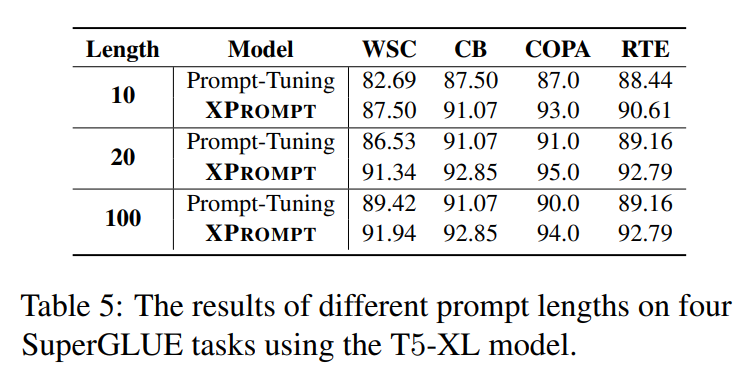 Length Model WSC CB COPA RTE
10 Prompt-Tuning 82.69 87.50 87.0 88.44
XPROMPT 87.50 91.07 93.0 90.61
20 Prompt-Tuning 86.53 91.07 91.0 89.16
XPROMPT 91.34 92.85 95.0 92.79
100 Prompt-Tuning 89.42 91.07 90.0 89.16
XPROMPT 91.94 92.85 94.0 92.79
Table 5: The results of different prompt lengths on four
SuperGLUE tasks using the T5-XL model.